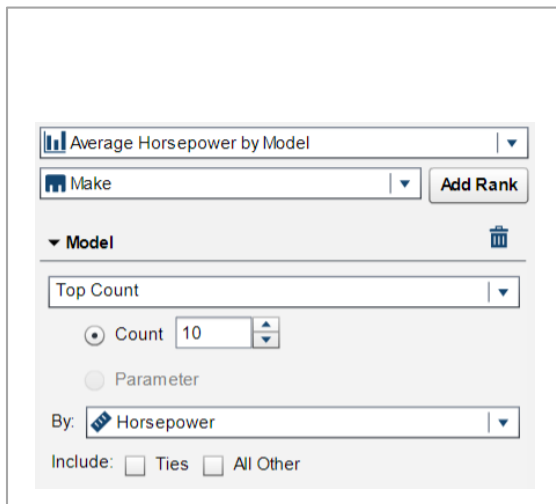 Average Horsepower by Model
Make Add Rank
Model
Top Count
Count 10
Parameter
By: Horsepower
Include: Ties All Other